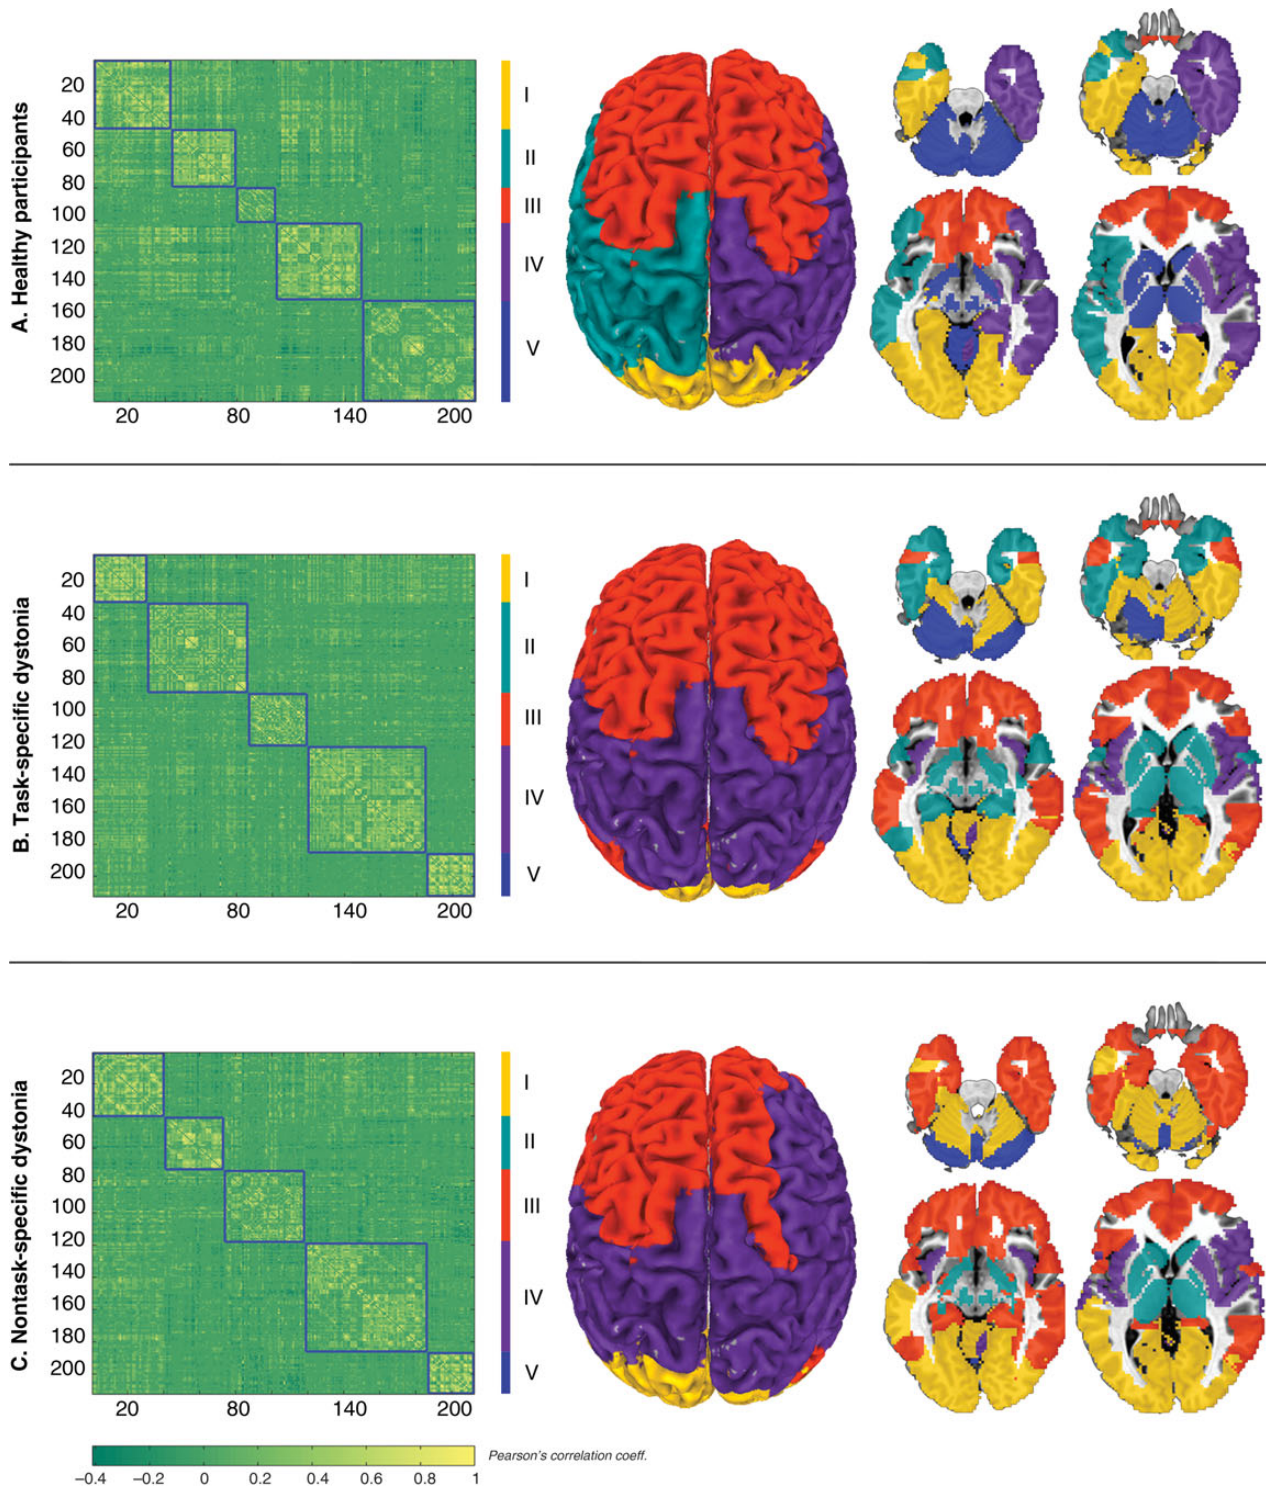 A. Healthy participants
20
40
60
80
100
120
140
160
180
200
20
80
140
200
I
II
III
IV
V
B. Task-specific dystonia
20
40
60
80
100
120
140
160
180
200
20
80
140
200
I
II
III
IV
V
C. Nontask-specific dystonia
20
40
60
80
100
120
140
160
180
200
20
80
140
200
I
II
III
IV
V
Pearson's correlation coeff.
−0.4 −0.2 0 0.2 0.4 0.6 0.8 1